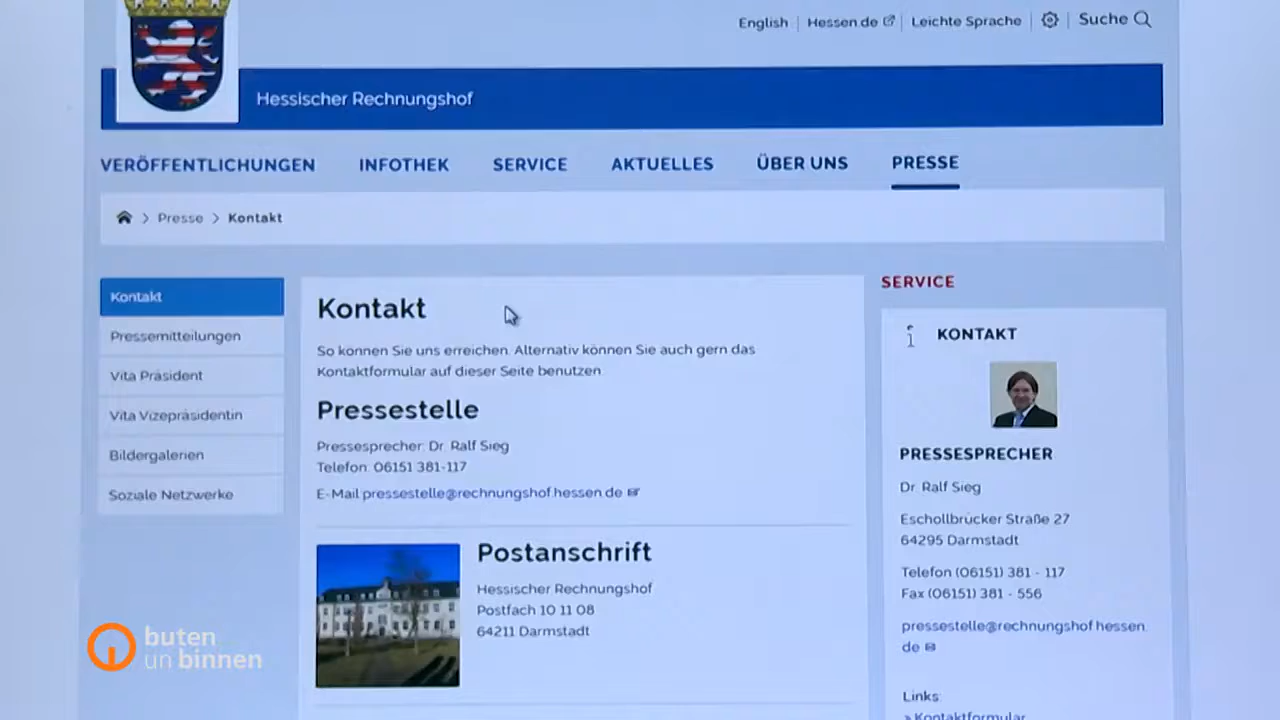 English
Hessen.de
Leichte Sprache
Suche
Hessischer Rechnungshof
VERÖFFENTLICHUNGEN
INFOTHEK
SERVICE
AKTUELLES
ÜBER UNS
PRESSE
Presse > Kontakt
Kontakt
Pressemitteilungen
Vita Präsident
Vita Vizepräsidentin
Bildergalerien
Soziale Netzwerke
Kontakt
So können Sie uns erreichen. Alternativ können Sie auch gern das
Kontaktformular auf dieser Seite benutzen
Pressestelle
Pressesprecher: Dr. Ralf Sieg
Telefon: 06151 381-117
E-Mail pressestelle@rechnungshof.hessen.de
Postanschrift
Hessischer Rechnungshof
Postfach 10 11 08
64211 Darmstadt
SERVICE
KONTAKT
PRESSESPRECHER
Dr. Ralf Sieg
Eschollbrücker Straße 27
64295 Darmstadt
Telefon (06151) 381 - 117
Fax (06151) 381 - 556
pressestelle@rechnungshof.hessen.
de
Links:
» Kontaktformular
buten
un binnen